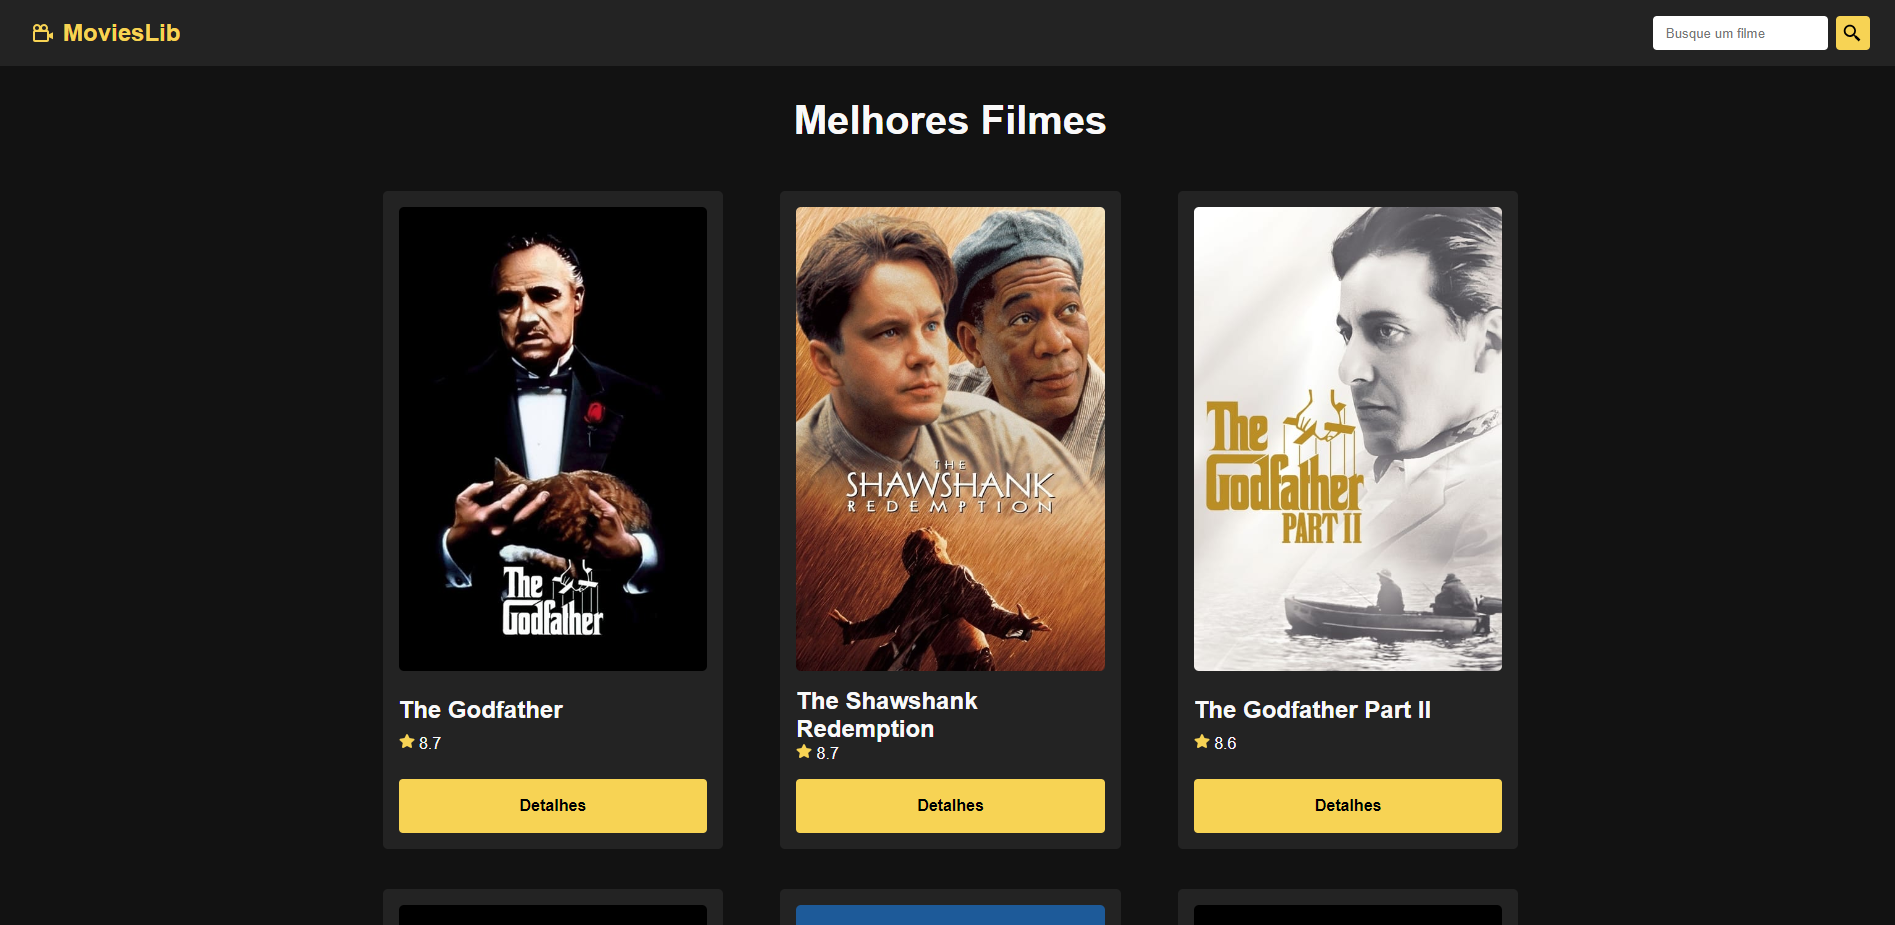 MoviesLib
Busque um filme
Melhores Filmes
The
Godfather
THE
SHAWSHANK
REDEMPTION
The
Godfather
PART II
The Godfather
8.7
Detalhes
The Shawshank
Redemption
8.7
Detalhes
The Godfather Part II
8.6
Detalhes